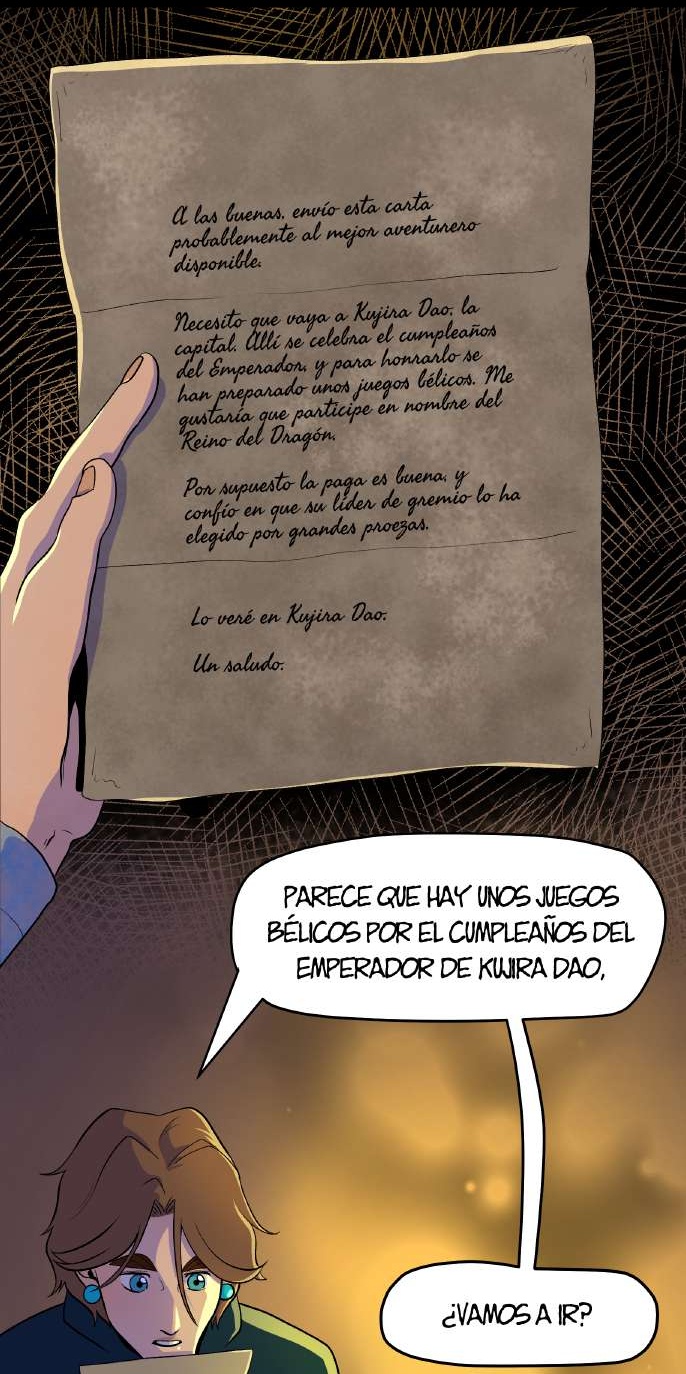 A las buenas, envío esta carta
probablemente al mejor aventurero
disponible.
Necesito que vaya a Kujira Dao, la
capital. Allí se celebra el cumpleaños
del Emperador, y para honrarlo se
han preparado unos juegos bélicos. Me
gustaría que participe en nombre del
Reino del Dragón.
Por supuesto la paga es buena, y
confío en que su líder de gremio lo ha
elegido por grandes proezas.
Lo veré en Kujira Dao.
Un saludo.
PARECE QUE HAY UNOS JUEGOS
BÉLICOS POR EL CUMPLEAÑOS DEL
EMPERADOR DE KUJIRA DAO,
¿VAMOS A IR?